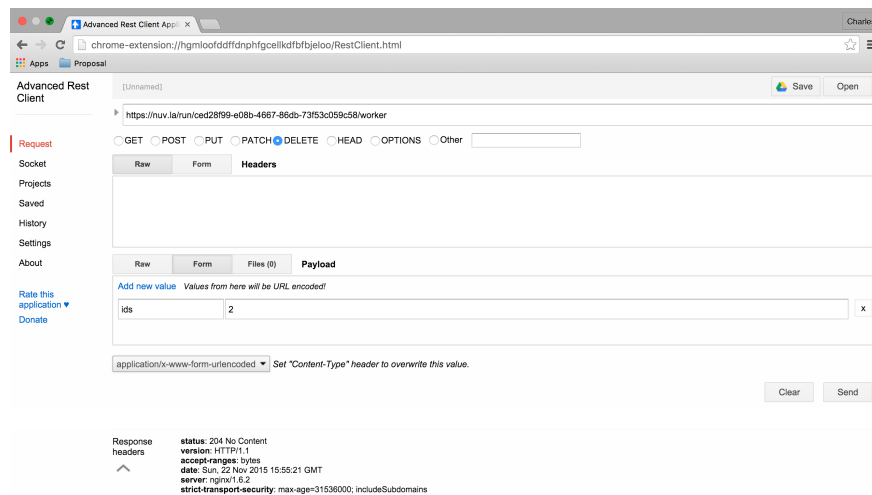 Advanced Rest Client Appli ×
Charles
chrome-extension://hgmloofddffdnphfgcellkdfbfbjeloo/RestClient.html
Apps Proposal
Advanced Rest
Client
[Unnamed]
Save Open
https://nuv.la/run/ced28f99-e08b-4667-86db-73f53c059c58/worker
Request
GET POST PUT PATCH DELETE HEAD OPTIONS Other
Socket
Raw Form Headers
Projects
Saved
History
Settings
About
Raw Form Files (0) Payload
Add new value Values from here will be URL encoded!
Rate this
application ♥
Donate
ids 2 x
application/x-www-form-urlencoded Set "Content-Type" header to overwrite this value.
Clear Send
Response
headers
status: 204 No Content
version: HTTP/1.1
accept-ranges: bytes
date: Sun, 22 Nov 2015 15:55:21 GMT
server: nginx/1.6.2
strict-transport-security: max-age=31536000; includeSubdomains